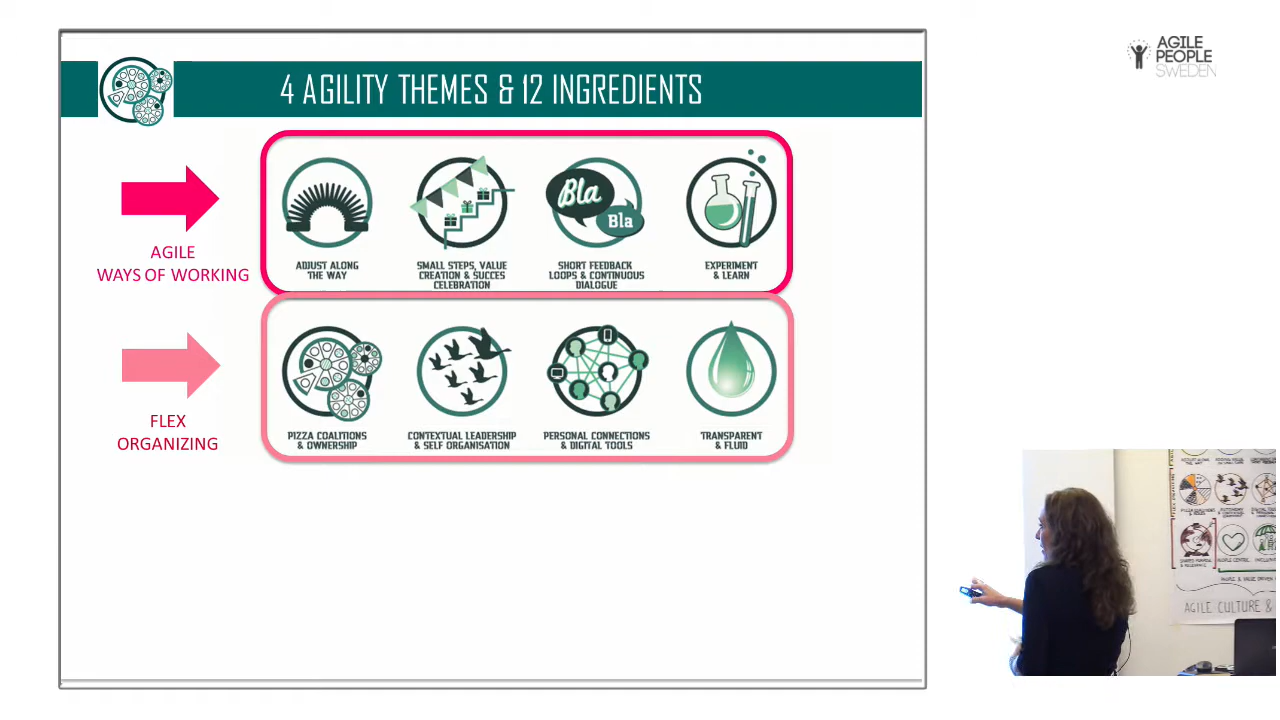 4 AGILITY THEMES & 12 INGREDIENTS
AGILE
PEOPLE
SWEDEN
AGILE
WAYS OF WORKING
ADJUST ALONG
THE WAY
SMALL STEPS, VALUE
CREATION & SUCCES
CELEBRATION
Bla
Bla
SHORT FEEDBACK
LOOPS & CONTINUOUS
DIALOGUE
EXPERIMENT
& LEARN
FLEX
ORGANIZING
PIZZA COALITIONS
& OWNERSHIP
CONTEXTUAL LEADERSHIP
& SELF ORGANISATION
PERSONAL CONNECTIONS
& DIGITAL TOOLS
TRANSPARENT
& FLUID
AGILE CULTURE &